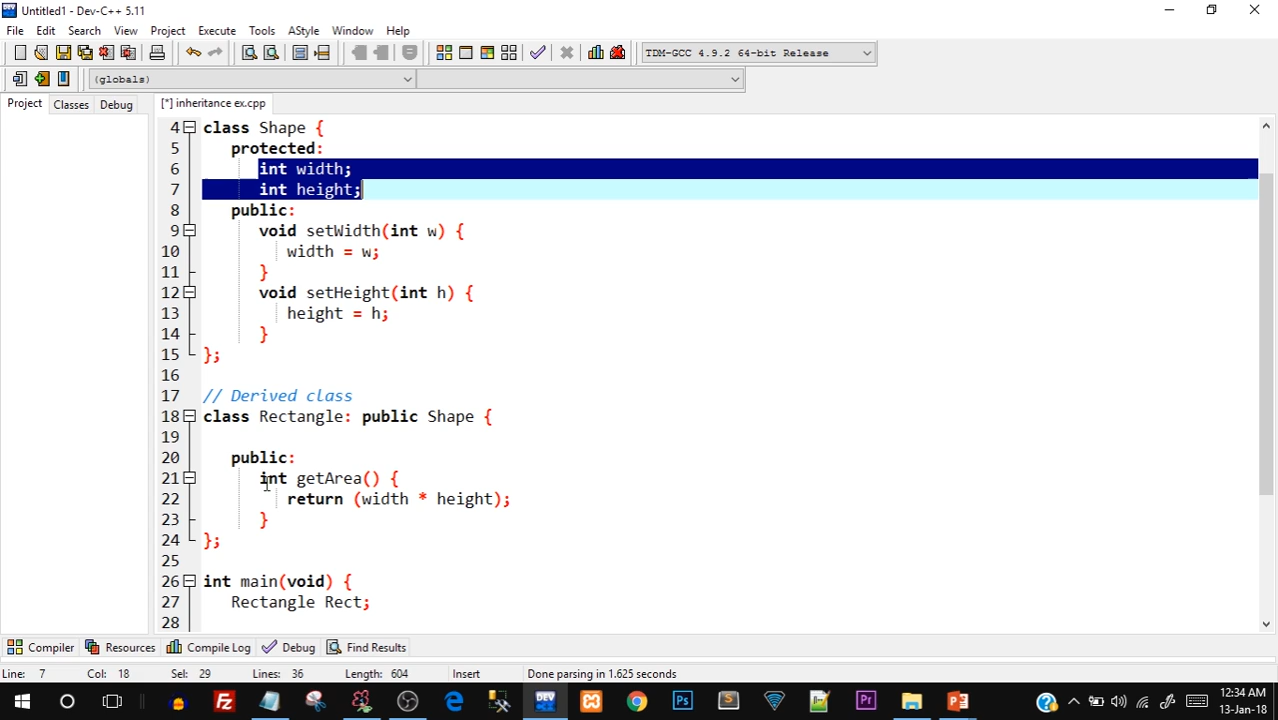 Untitled1 - Dev-C++ 5.11
File Edit Search View Project Execute Tools AStyle Window Help
TDM-GCC 4.9.2 64-bit Release
(globals)
Project Classes Debug [*] inheritance ex.cpp
4 class Shape {
5 protected:
6 int width;
7 int height;
8 public:
9 void setWidth(int w) {
10 width = w;
11 }
12 void setHeight(int h) {
13 height = h;
14 }
15 };
16
17 // Derived class
18 class Rectangle: public Shape {
19
20 public:
21 int getArea() {
22 return (width * height);
23 }
24 };
25
26 int main(void) {
27 Rectangle Rect;
28
Compiler Resources Compile Log Debug Find Results
Line: 7 Col: 18 Sel: 29 Lines: 36 Length: 604 Insert Done parsing in 1.625 seconds
12:34 AM
13-Jan-18